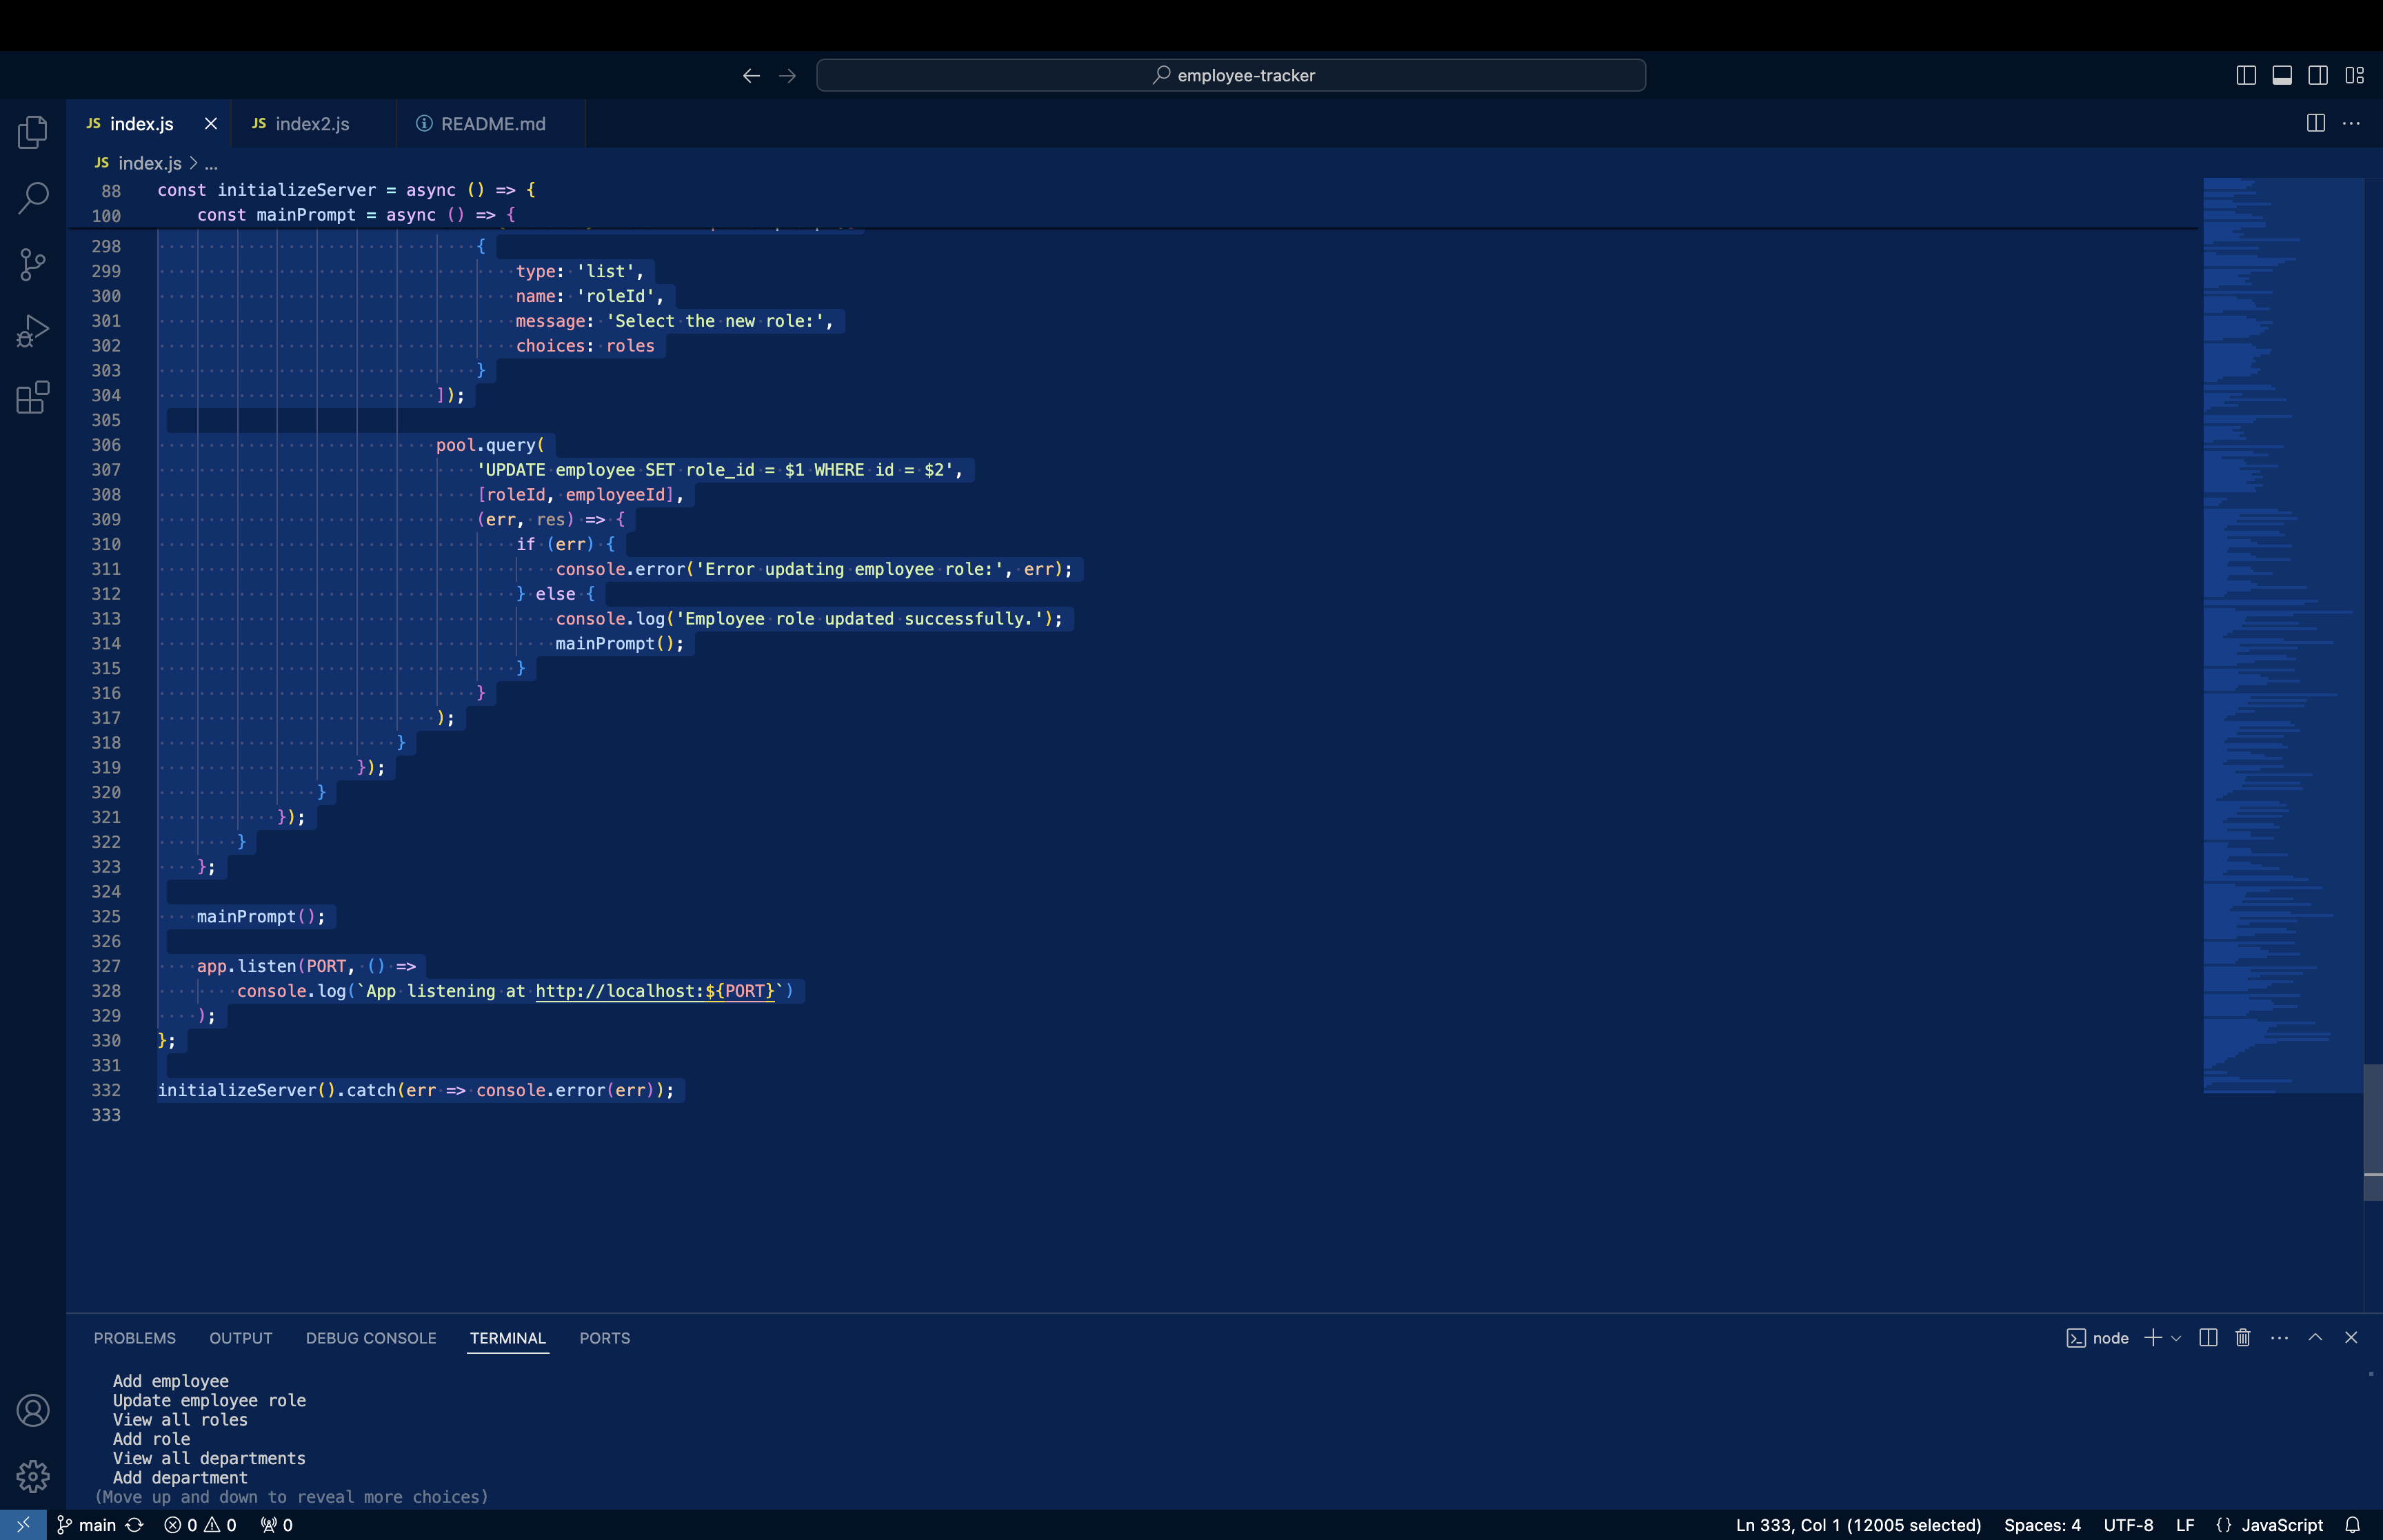 employee-tracker
JS index.js
JS index2.js
README.md
JS index.js > ...
88 const initializeServer = async () => {
100 const mainPrompt = async () => {
298 {
299 type: 'list',
300 name: 'roleId',
301 message: 'Select the new role:',
302 choices: roles
303 }
304 ]);
305
306 pool.query(
307 'UPDATE employee SET role_id = $1 WHERE id = $2',
308 [roleId, employeeId],
309 (err, res) => {
310 if (err) {
311 console.error('Error updating employee role:', err);
312 } else {
313 console.log('Employee role updated successfully.');
314 mainPrompt();
315 }
316 }
317 );
318 }
319 });
320 }
321 });
322 }
323 };
324
325 mainPrompt();
326
327 app.listen(PORT, () =>
328 console.log(`App listening at http://localhost:${PORT}`)
329 );
330 };
331
332 initializeServer().catch(err => console.error(err));
333
PROBLEMS OUTPUT DEBUG CONSOLE TERMINAL PORTS
node
Add employee
Update employee role
View all roles
Add role
View all departments
Add department
(Move up and down to reveal more choices)
main 0 0 0
Ln 333, Col 1 (12005 selected) Spaces: 4 UTF-8 LF {} JavaScript